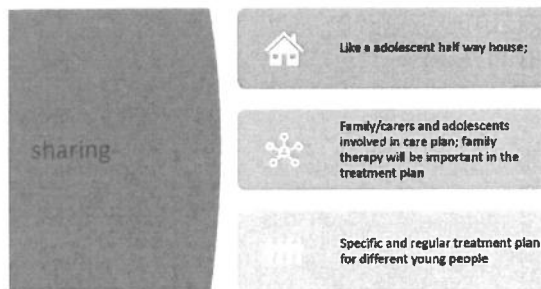 sharing
Like a adolescent half way house;
Family/carers and adolescents
involved in care plan; family
therapy will be important in the
treatment plan
Specific and regular treatment plan
for different young people